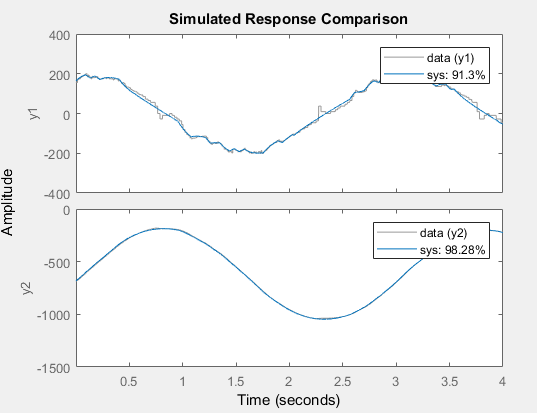 Simulated Response Comparison
400
200
0
-200
-400
y1
data (y1)
sys: 91.3%
Amplitude
0
-500
-1000
-1500
y2
data (y2)
sys: 98.28%
0.5
1
1.5
2
2.5
3
3.5
4
Time (seconds)